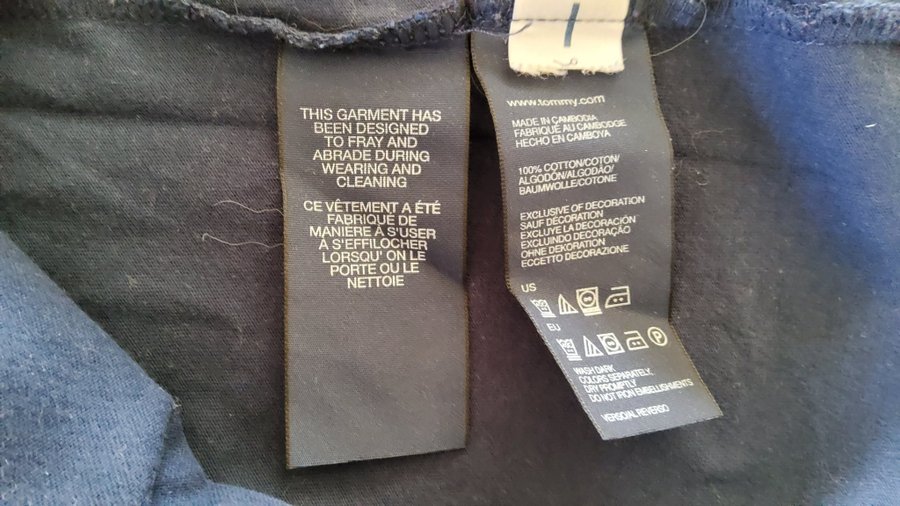 THIS GARMENT HAS
BEEN DESIGNED
TO FRAY AND
ABRADE DURING
WEARING AND
CLEANING
CE VÊTEMENT A ÉTÉ
FABRIQUE DE
MANIÈRE À S'USER
À S'EFFILOCHER
LORSQU' ON LE
PORTE OU LE
NETTOIE
www.tommy.com
MADE IN CAMBODIA
FABRIQUÉ AU CAMBODGE
HECHO EN CAMBOYA
100% COTTON/COTON/
ALGODÓN/ALGODÃO/
BAUMWOLLE/COTONE
EXCLUSIVE OF DECORATION
SAUF DÉCORATION
EXCLUYE LA DECORACIÓN
EXCLUINDO DECORAÇÃO
OHNE DEKORATION
ECCETTO DECORAZIONE
US
EU
P
WASH DARK
COLORS SEPARATELY,
DRY PROMPTLY
DO NOT IRON EMBELLISHMENTS
VERSO/AL REVERSO